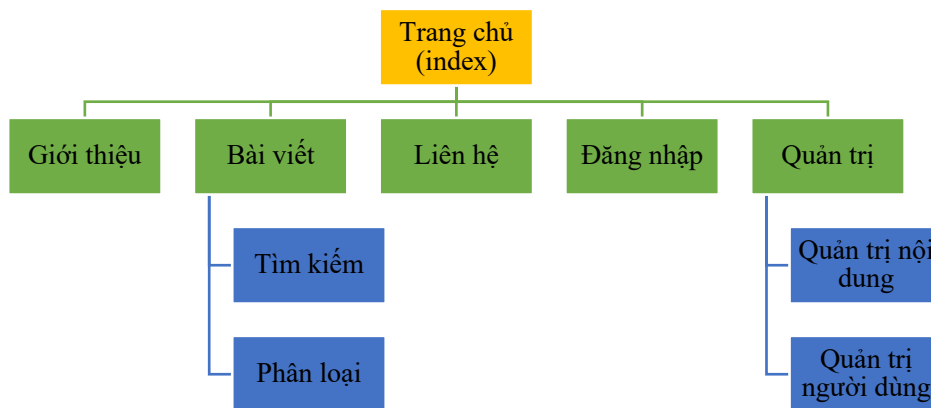 Trang chủ
(index)
Giới thiệu
Bài viết
Liên hệ
Đăng nhập
Quản trị
Tìm kiếm
Quản trị nội
dung
Phân loại
Quản trị
người dùng